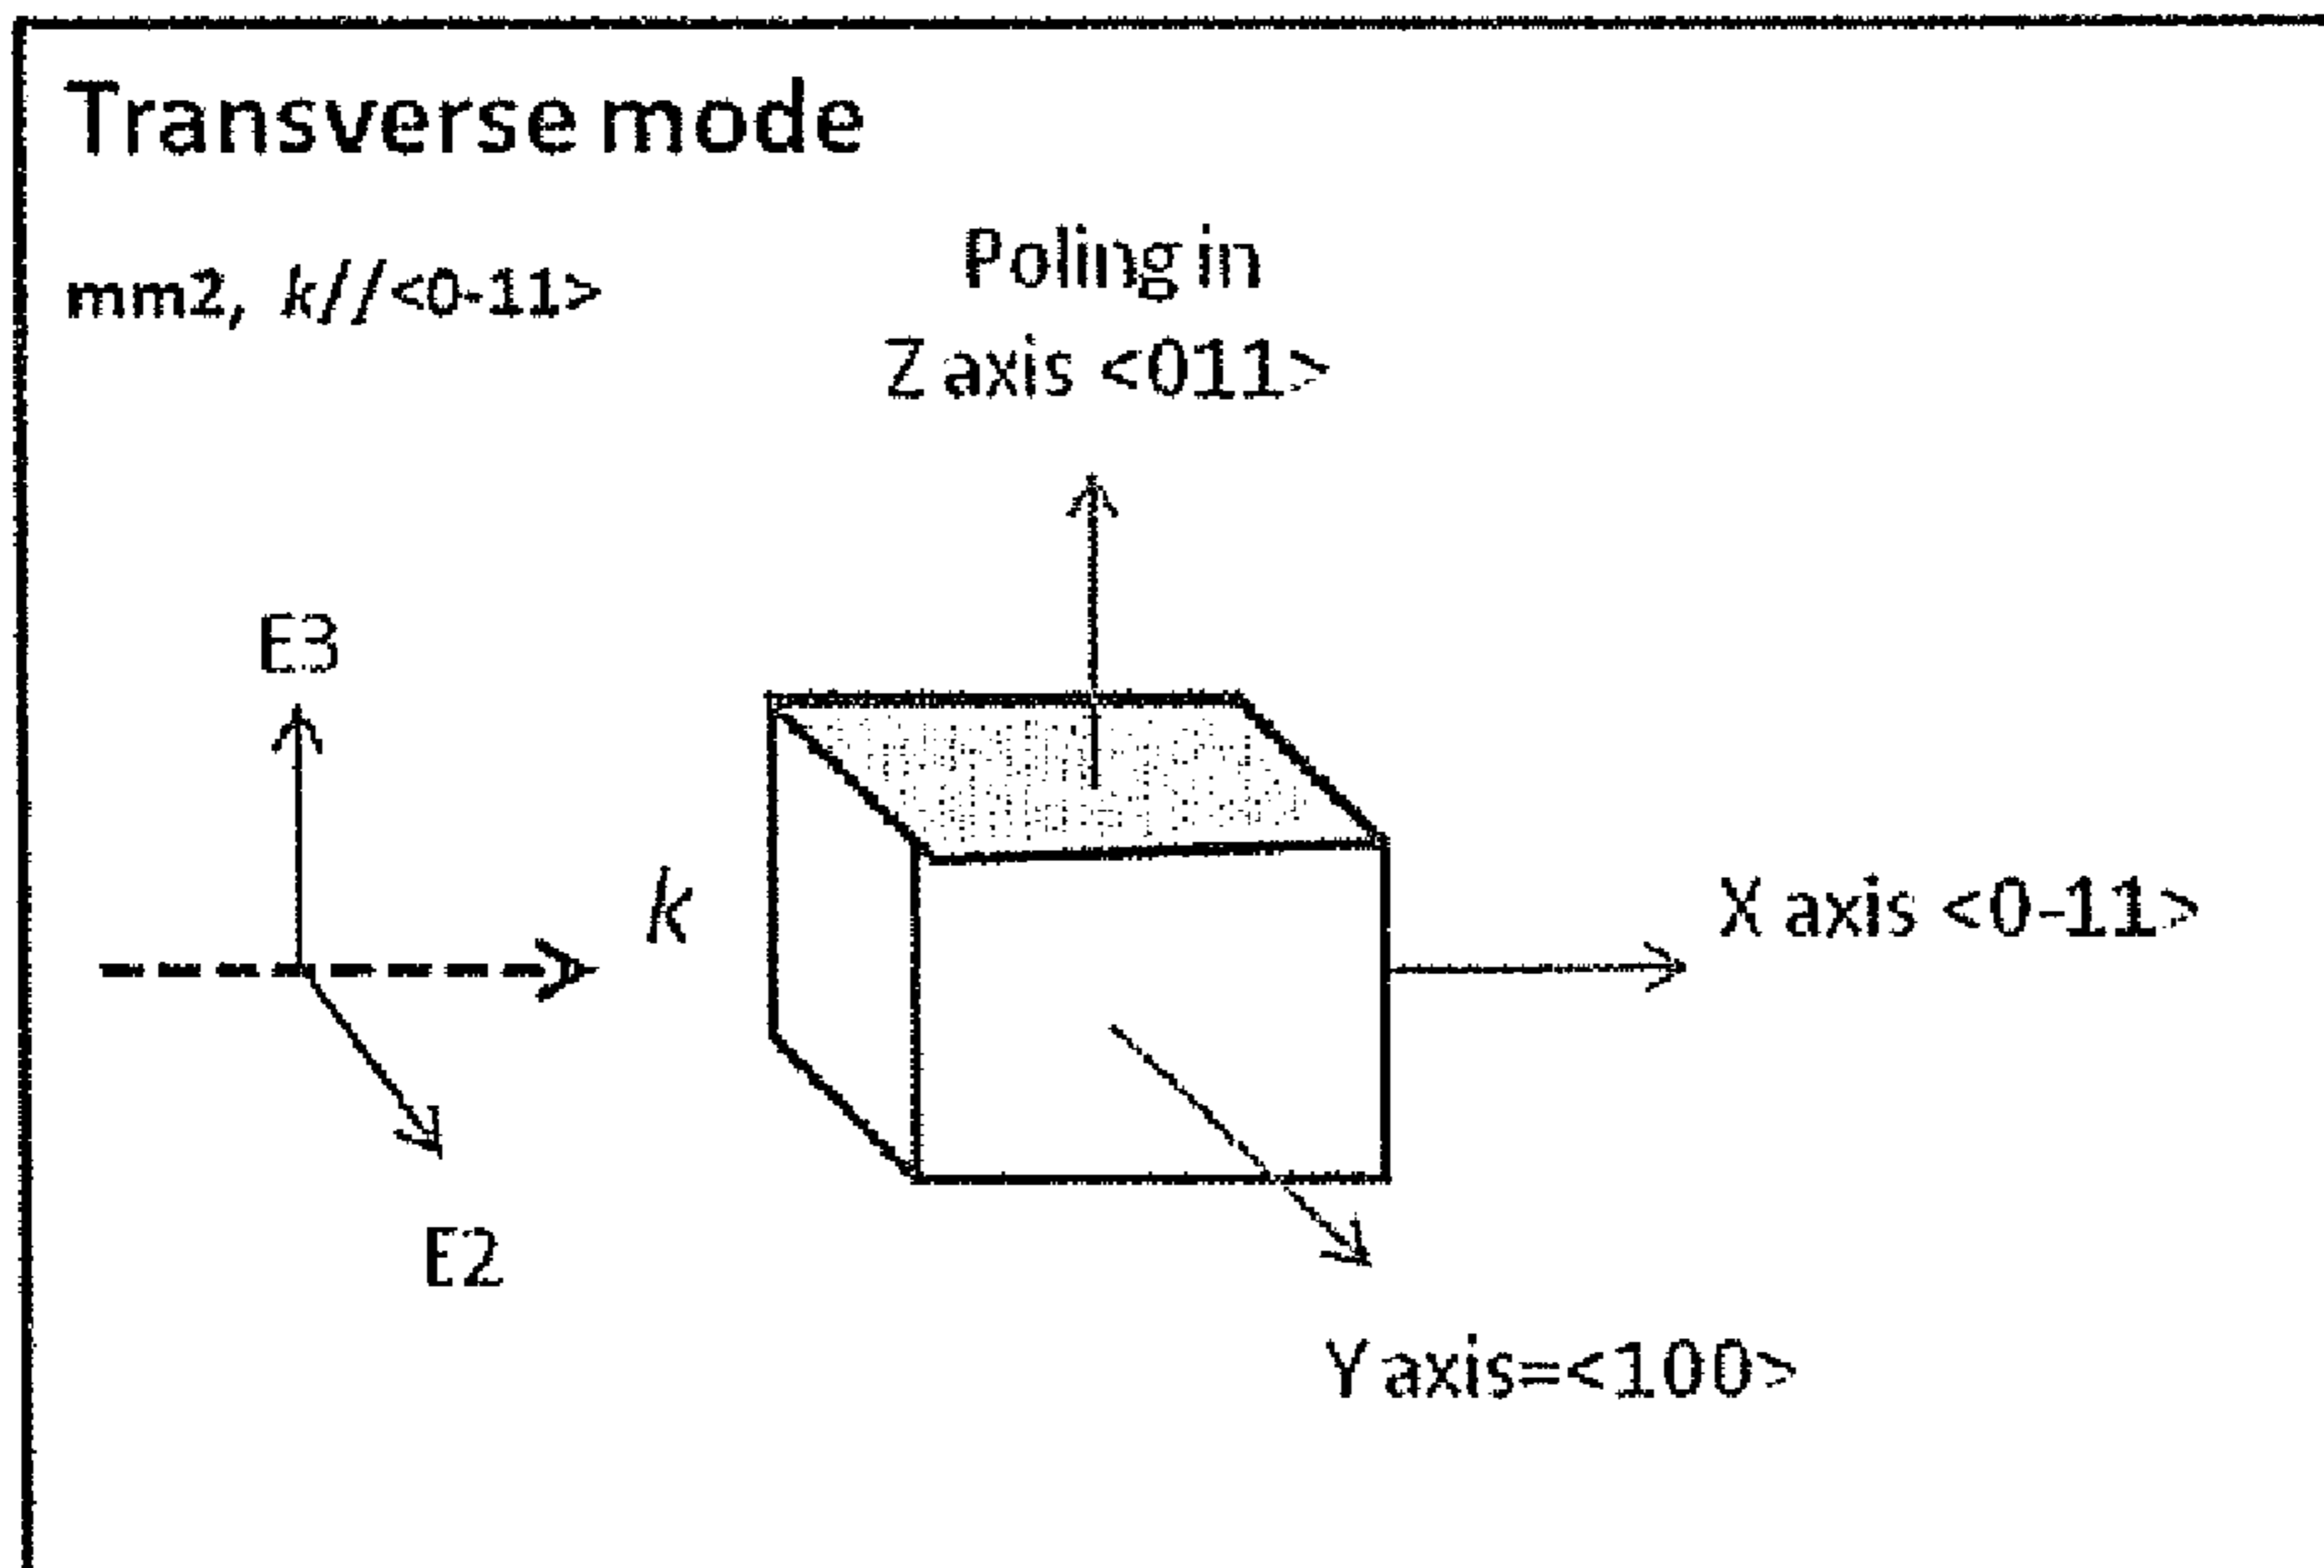 Transverse mode
mm2, k//<0-11>
Poling in
Z axis <011>
E3
k
X axis <0-11>
E2
Y axis=<100>